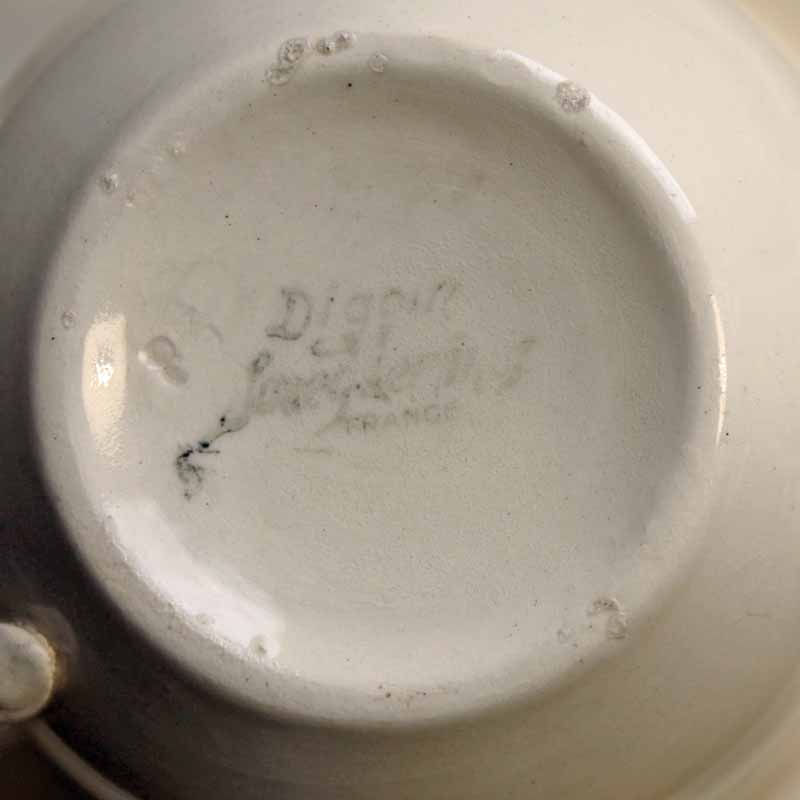 Digoin
&
Sarreguemines
FRANCE